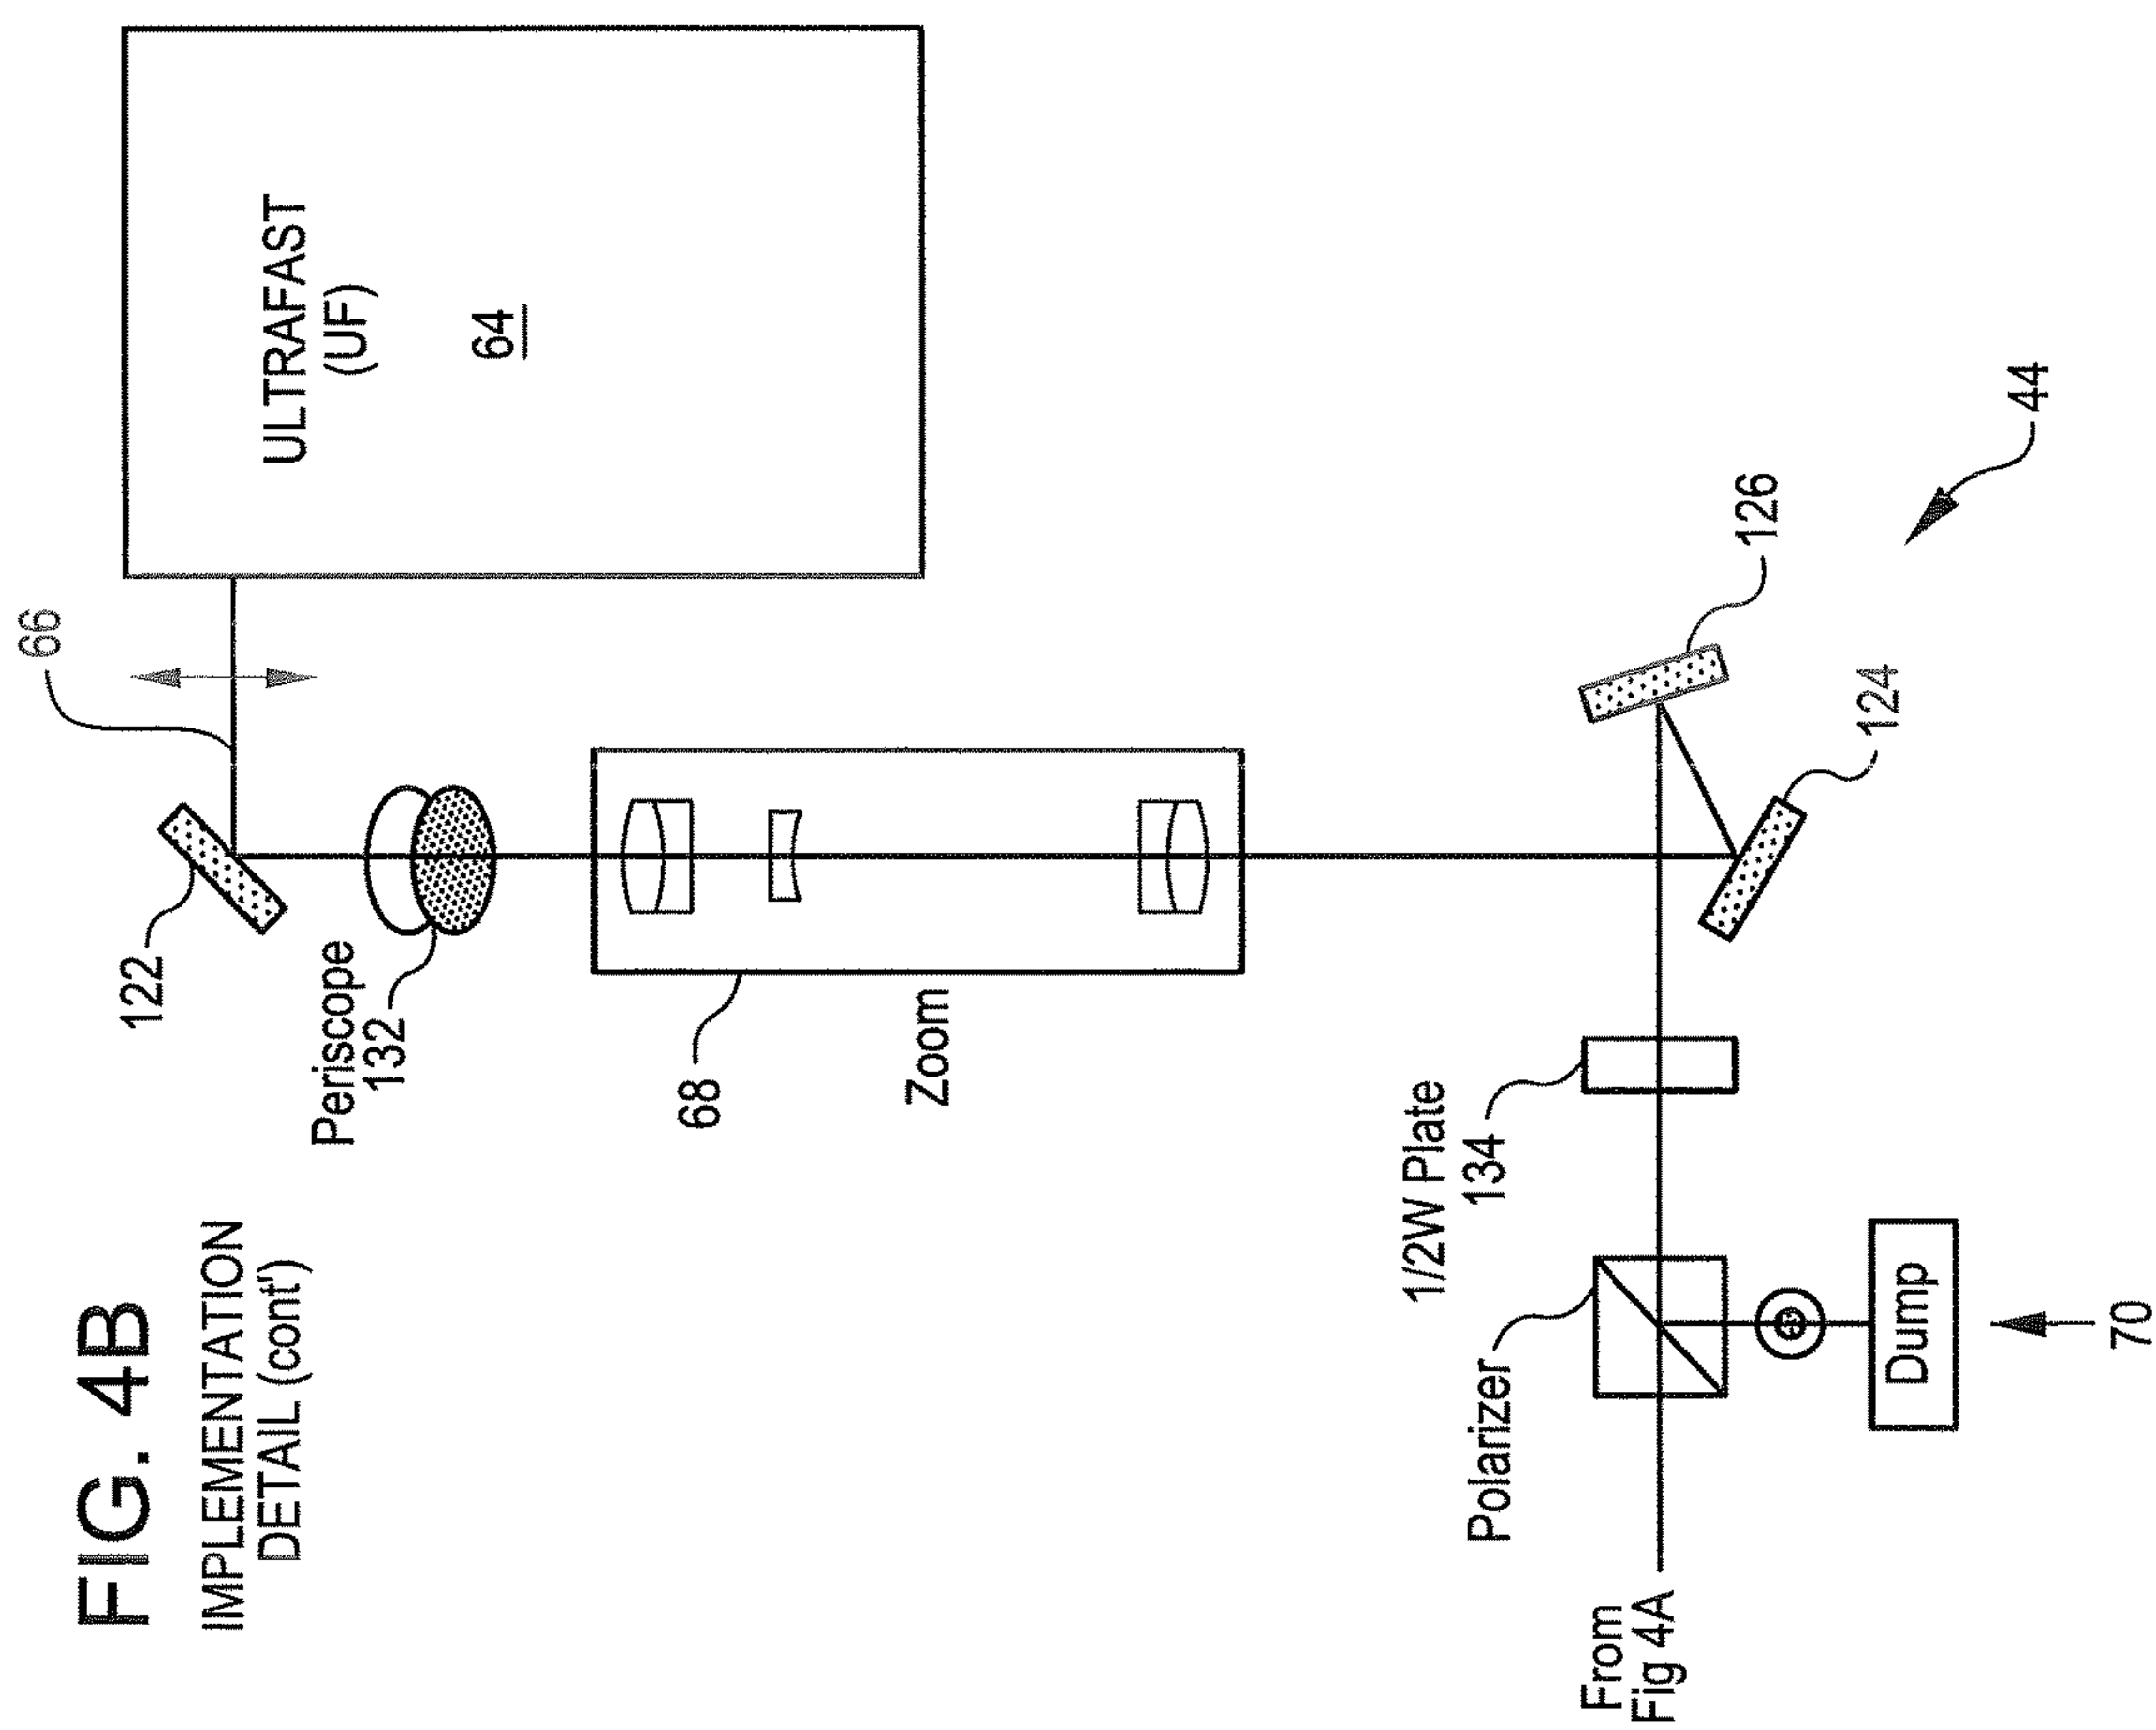 FIG. 4B
IMPLEMENTATION
DETAIL (cont')
ULTRAFAST
(UF)
64
66
122
Periscope
132
68
Zoom
126
124
44
1/2W Plate
134
Polarizer
Dump
70
From
Fig 4A